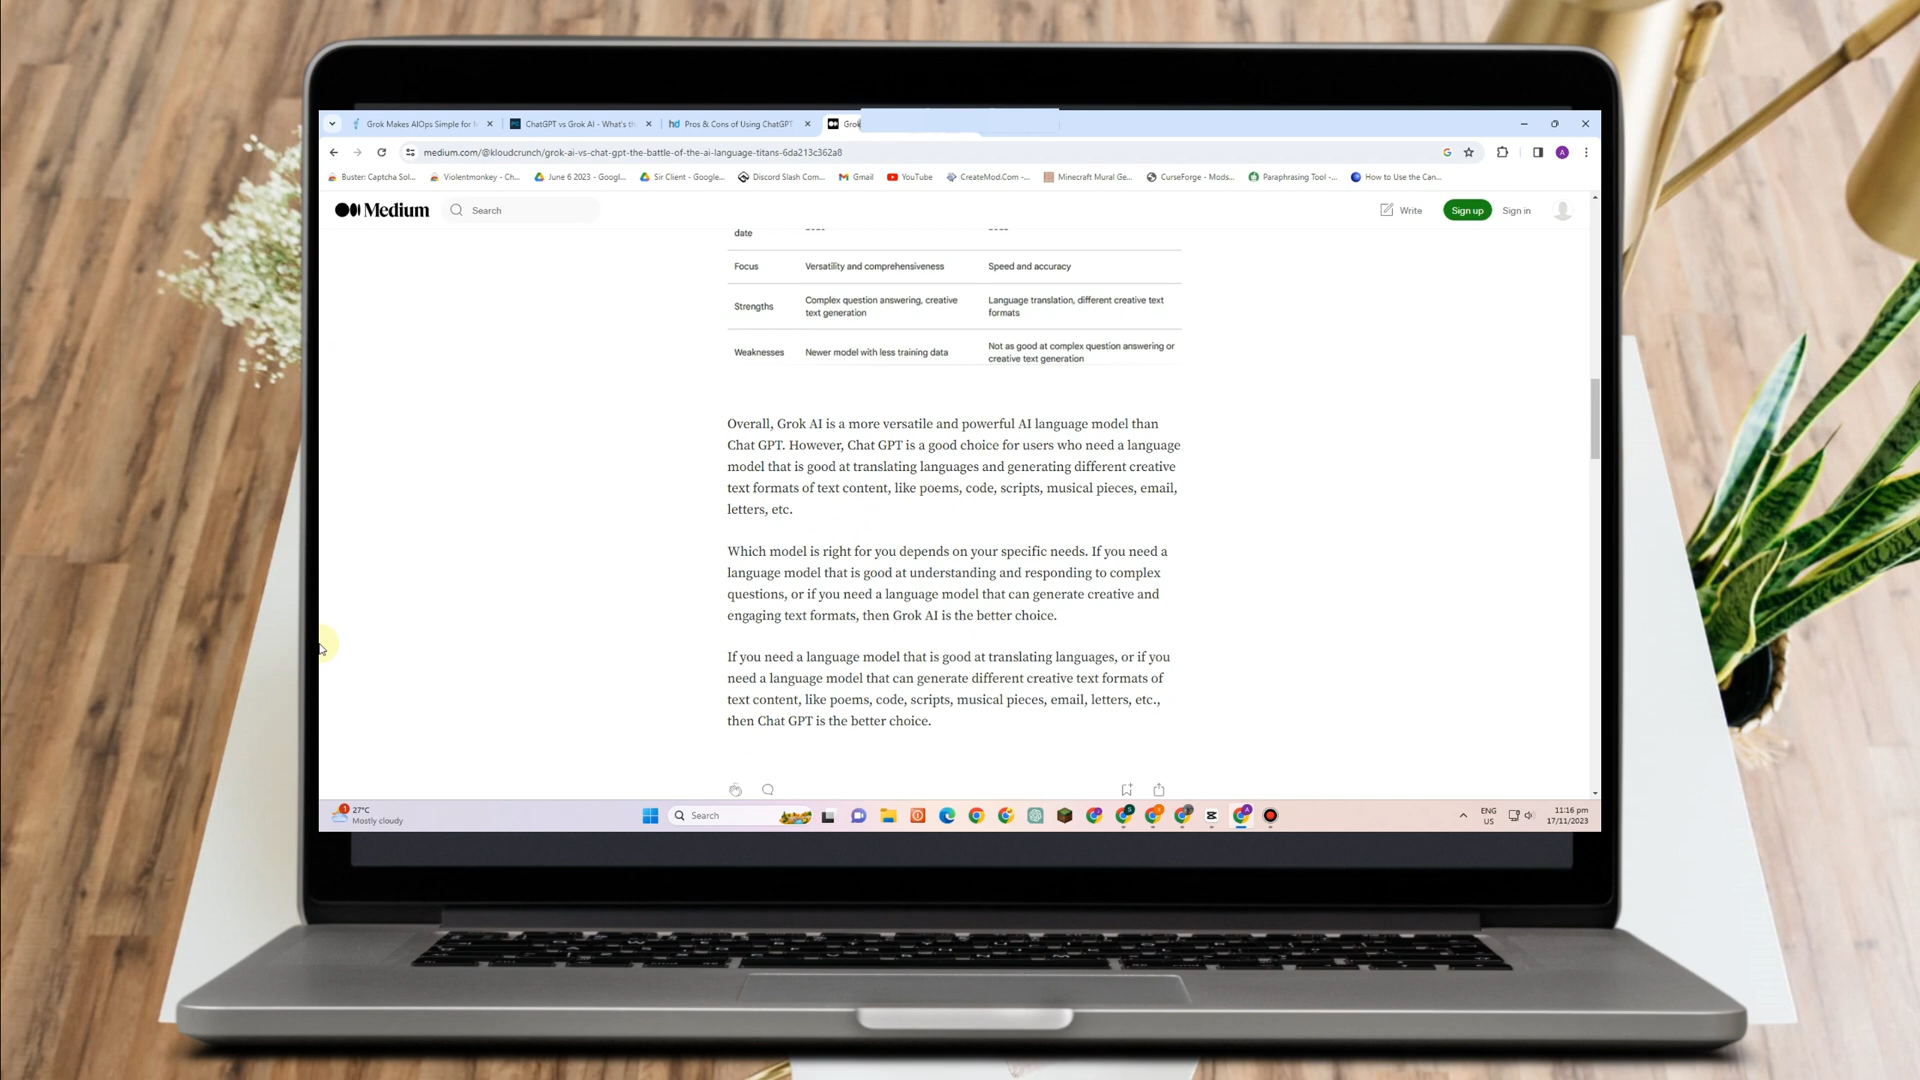 Grok Makes AIOps Simple for
ChatGPT vs Grok AI - What's th
hd Pros & Cons of Using ChatGPT
Grok
medium.com/@kloudcrunch/grok-ai-vs-chat-gpt-the-battle-of-the-ai-language-titans-6da213c362a8
Buster: Captcha Sol...
Violentmonkey - Ch...
June 6 2023 - Googl...
Sir Client - Google...
Discord Slash Com...
Gmail
YouTube
CreateMod.Com -...
Minecraft Mural Ge...
CurseForge - Mods...
Paraphrasing Tool -...
How to Use the Can...
Medium
Search
Write
Sign up
Sign in
date
Focus Versatility and comprehensiveness Speed and accuracy
Strengths
Complex question answering, creative
text generation
Language translation, different creative text
formats
Weaknesses Newer model with less training data
Not as good at complex question answering or
creative text generation
Overall, Grok AI is a more versatile and powerful AI language model than
Chat GPT. However, Chat GPT is a good choice for users who need a language
model that is good at translating languages and generating different creative
text formats of text content, like poems, code, scripts, musical pieces, email,
letters, etc.
Which model is right for you depends on your specific needs. If you need a
language model that is good at understanding and responding to complex
questions, or if you need a language model that can generate creative and
engaging text formats, then Grok AI is the better choice.
If you need a language model that is good at translating languages, or if you
need a language model that can generate different creative text formats of
text content, like poems, code, scripts, musical pieces, email, letters, etc.,
then Chat GPT is the better choice.
1
27°C
Mostly cloudy
Search
ENG
US
11:16 pm
17/11/2023